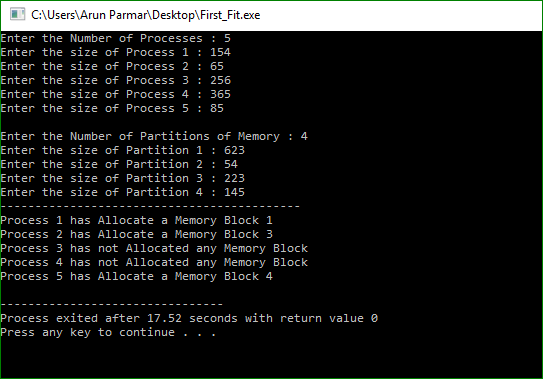 C:\Users\Arun Parmar\Desktop\First_Fit.exe
Enter the Number of Processes : 5
Enter the size of Process 1 : 154
Enter the size of Process 2 : 65
Enter the size of Process 3 : 256
Enter the size of Process 4 : 365
Enter the size of Process 5 : 85
Enter the Number of Partitions of Memory : 4
Enter the size of Partition 1 : 623
Enter the size of Partition 2 : 54
Enter the size of Partition 3 : 223
Enter the size of Partition 4 : 145
-------------------------------------------
Process 1 has Allocate a Memory Block 1
Process 2 has Allocate a Memory Block 3
Process 3 has not Allocated any Memory Block
Process 4 has not Allocated any Memory Block
Process 5 has Allocate a Memory Block 4
--------------------------------
Process exited after 17.52 seconds with return value 0
Press any key to continue . . .